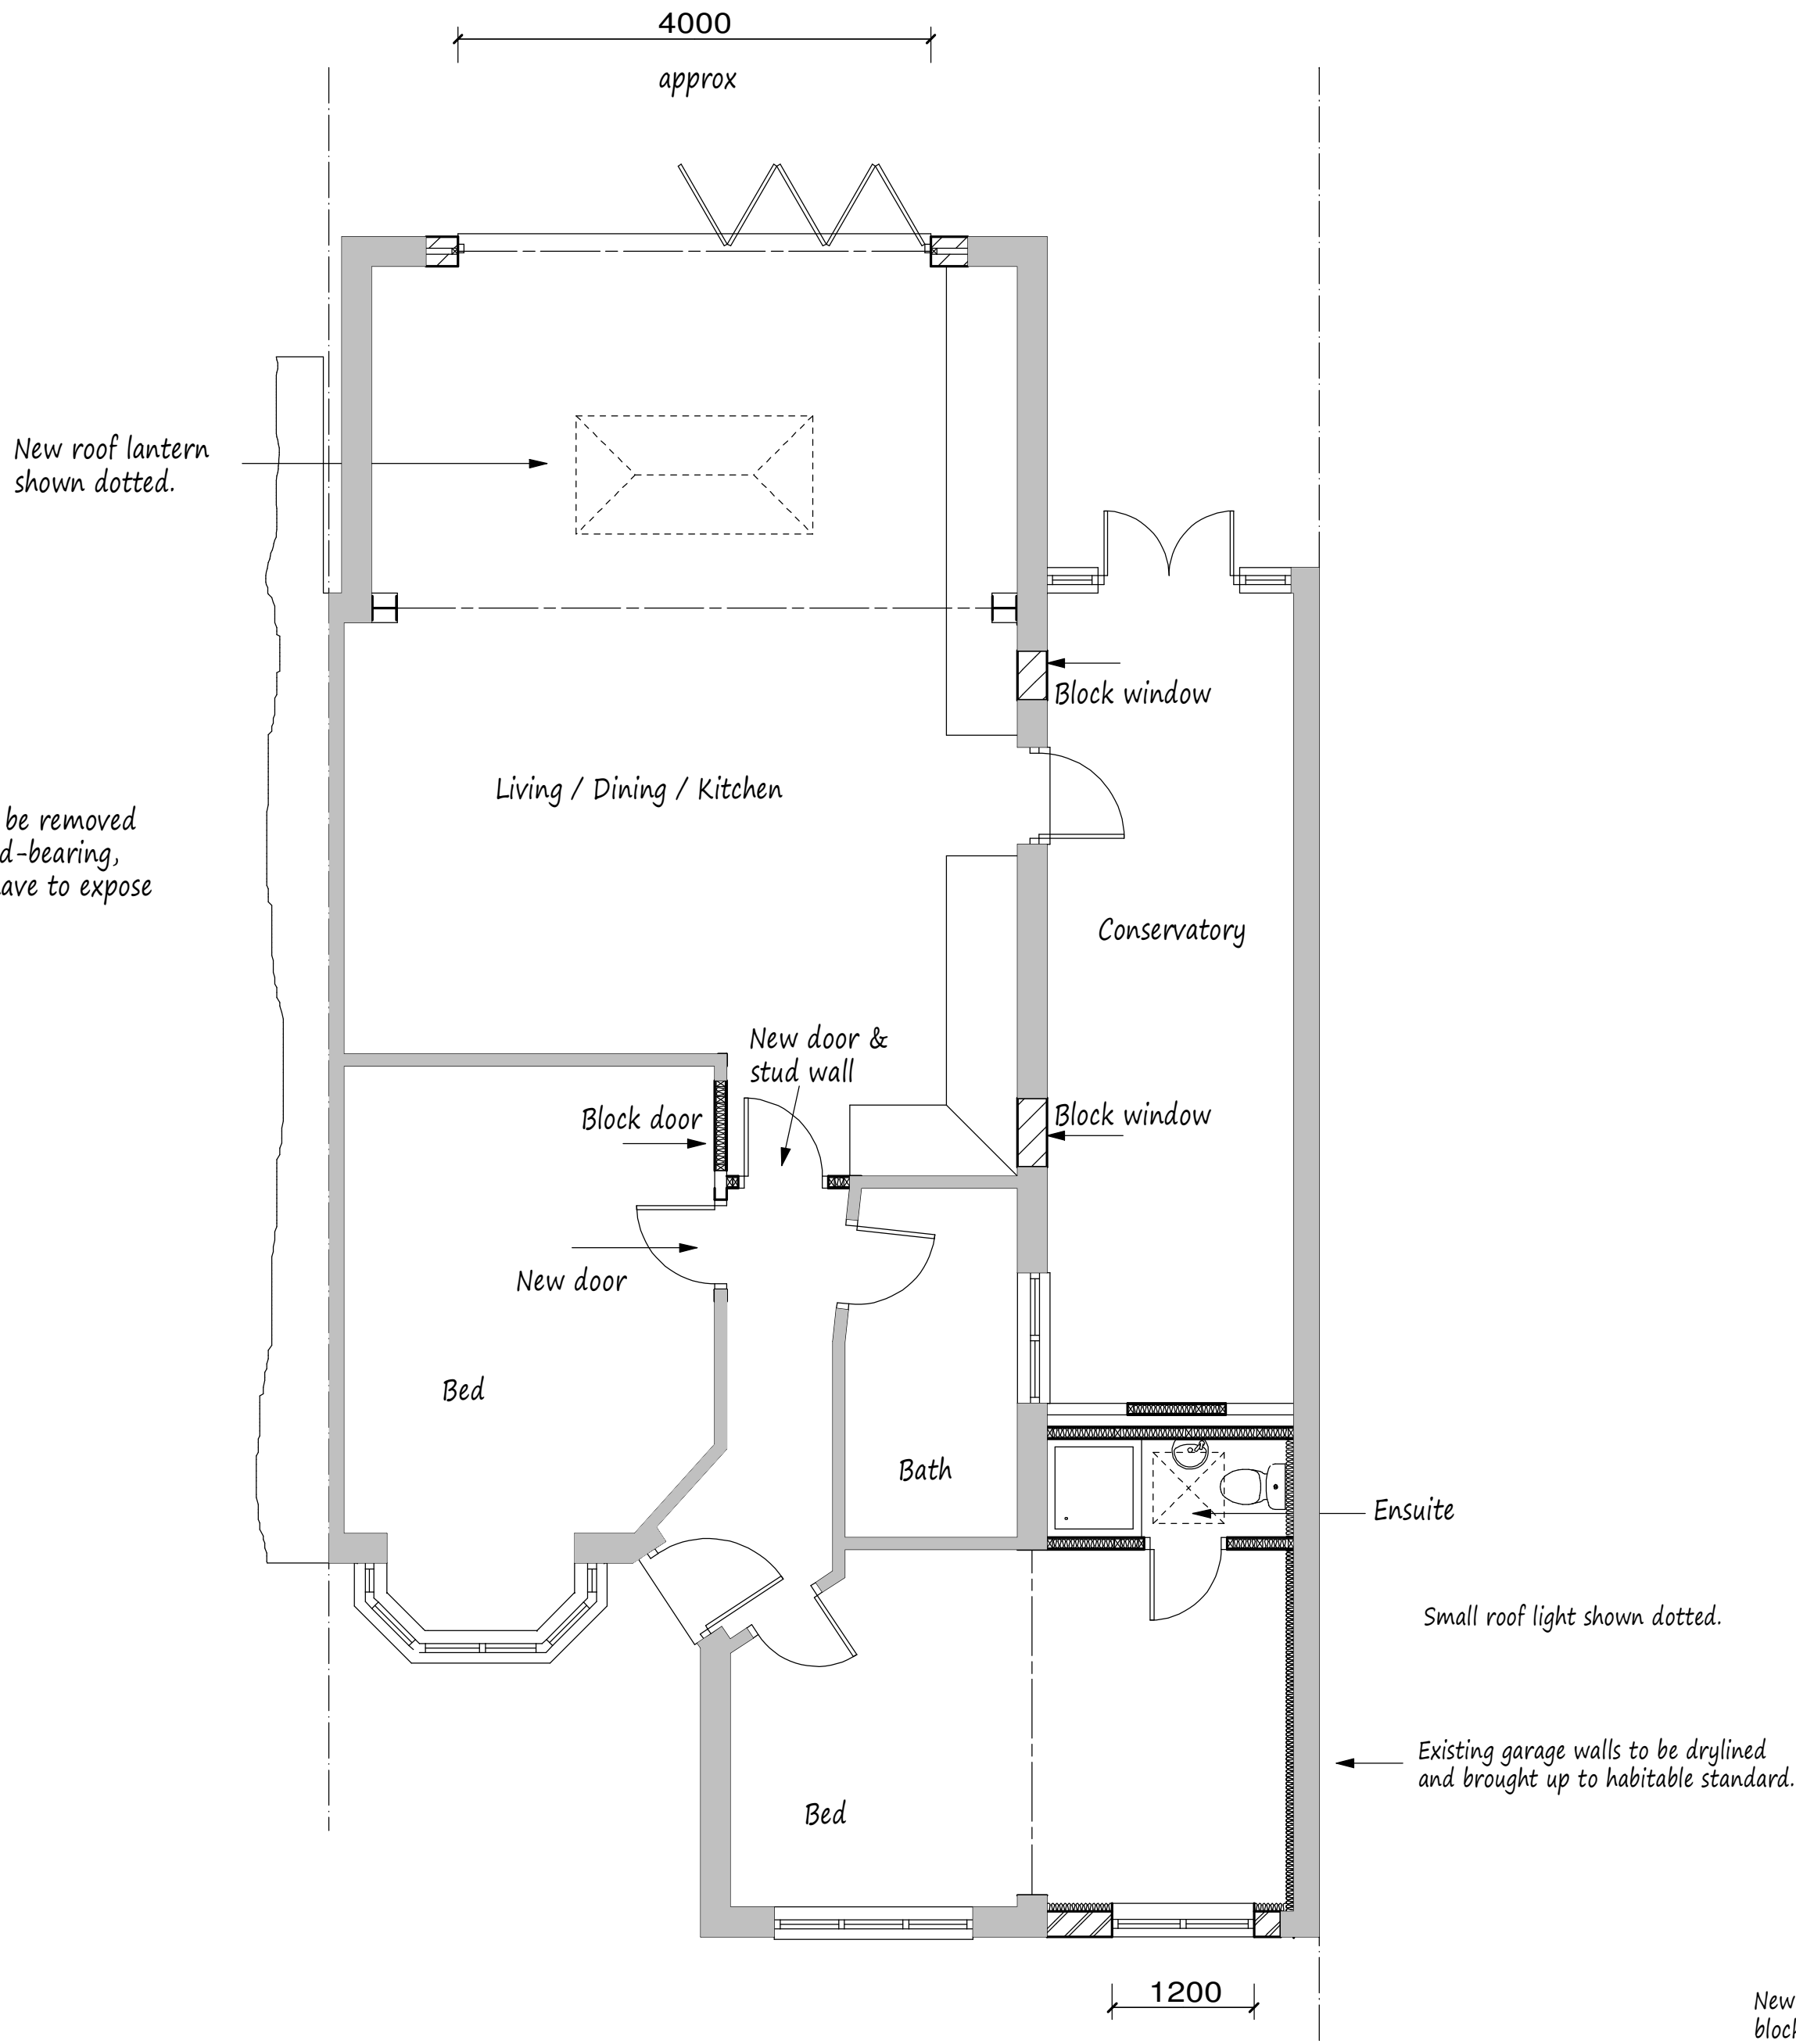 4000
approx
New roof lantern
shown dotted.
Block window
Living / Dining / Kitchen
be removed
d-bearing,
ave to expose
Conservatory
New door &
stud wall
Block door
Block window
New door
Bed
Bath
Ensuite
Small roof light shown dotted.
Existing garage walls to be drylined
and brought up to habitable standard.
Bed
1200
New
block